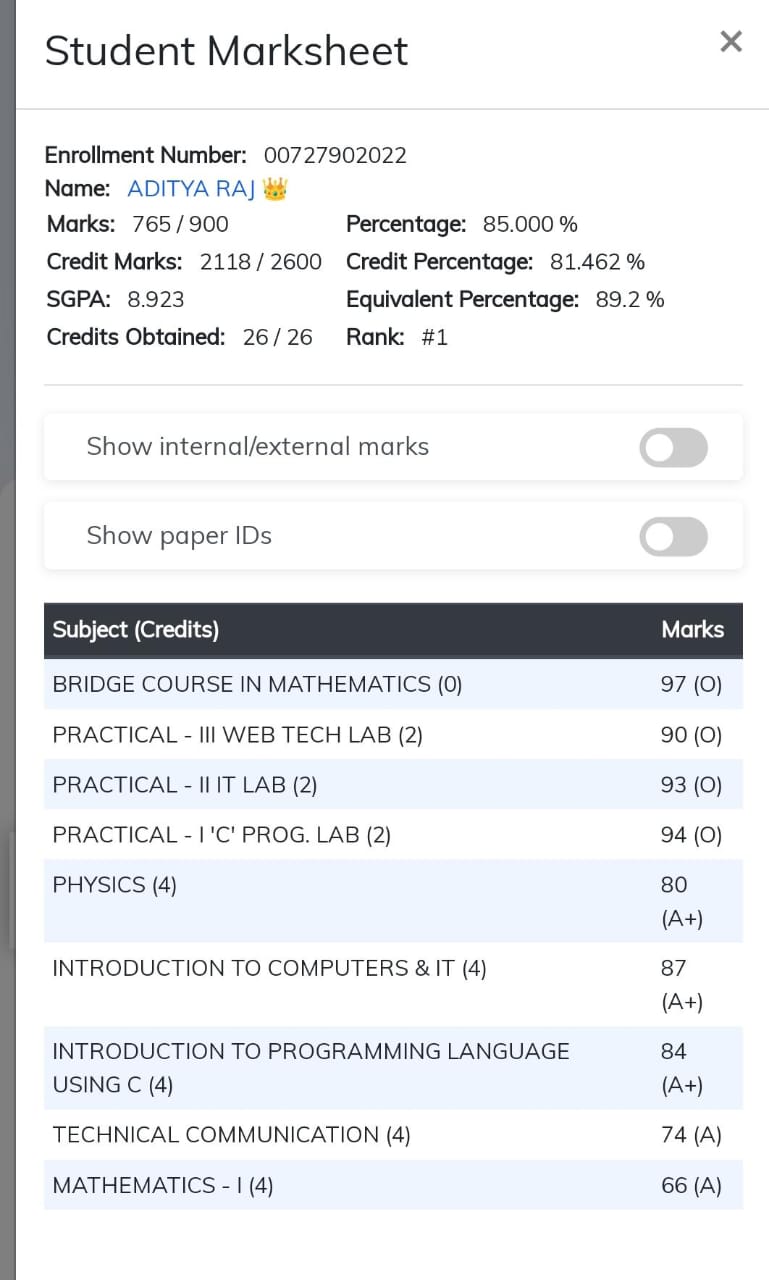 Student Marksheet ×
Enrollment Number: 00727902022
Name: ADITYA RAJ 👑
Marks: 765 / 900 Percentage: 85.000 %
Credit Marks: 2118 / 2600 Credit Percentage: 81.462 %
SGPA: 8.923 Equivalent Percentage: 89.2 %
Credits Obtained: 26 / 26 Rank: #1
Show internal/external marks
Show paper IDs
Subject (Credits) Marks
BRIDGE COURSE IN MATHEMATICS (0) 97 (O)
PRACTICAL - III WEB TECH LAB (2) 90 (O)
PRACTICAL - II IT LAB (2) 93 (O)
PRACTICAL - I 'C' PROG. LAB (2) 94 (O)
PHYSICS (4) 80
(A+)
INTRODUCTION TO COMPUTERS & IT (4) 87
(A+)
INTRODUCTION TO PROGRAMMING LANGUAGE 84
USING C (4) (A+)
TECHNICAL COMMUNICATION (4) 74 (A)
MATHEMATICS - I (4) 66 (A)